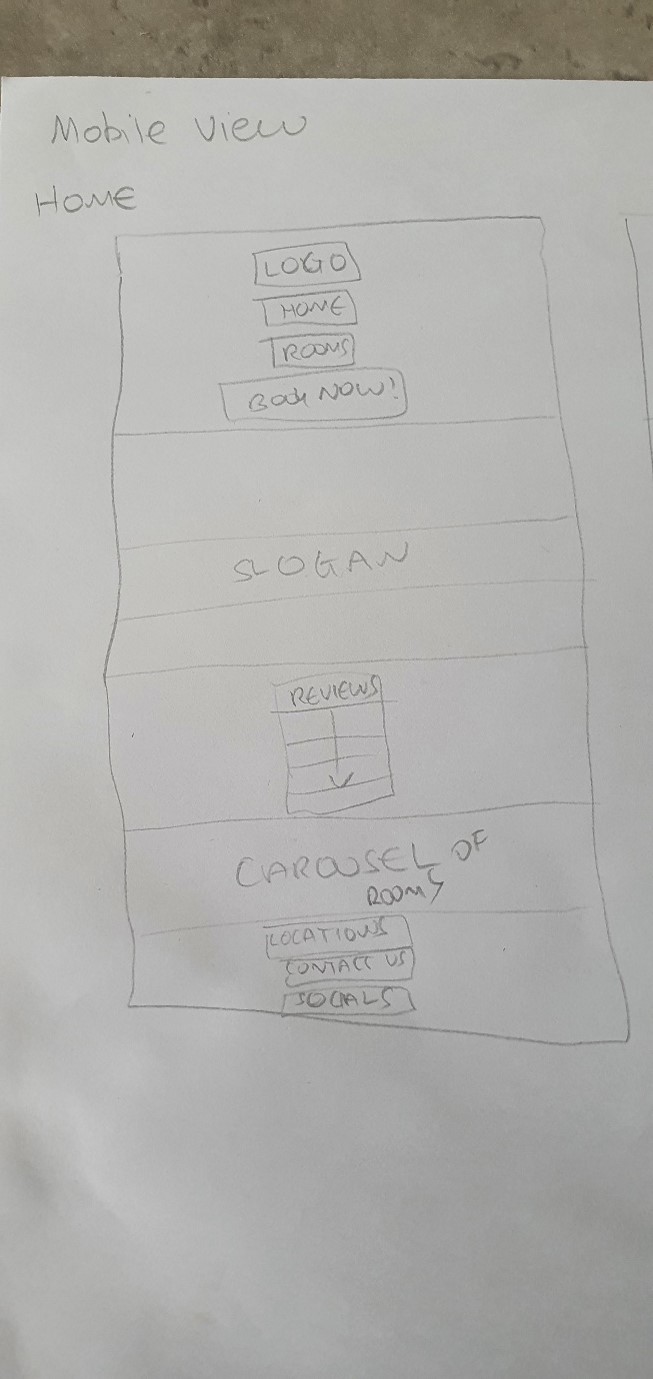 Mobile View
HOME
LOGO
HOME
ROOMS
BOOK NOW!
SLOGAN
REVIEWS
CAROUSEL OF
ROOMS
LOCATIONS
CONTACT US
SOCIALS